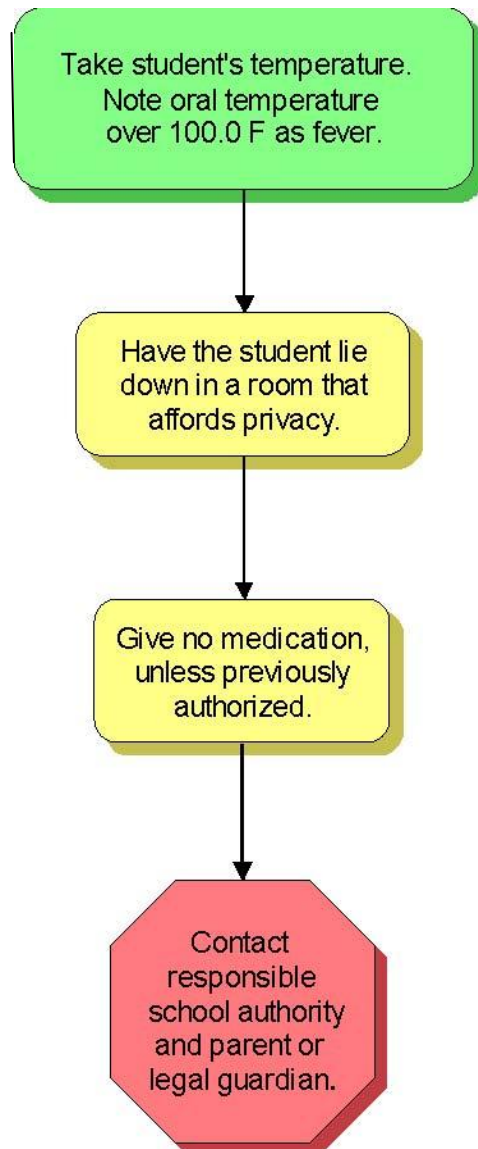 Take student's temperature.
Note oral temperature
over 100.0 F as fever.
Have the student lie
down in a room that
affords privacy.
Give no medication,
unless previously
authorized.
Contact
responsible
school authority
and parent or
legal guardian.